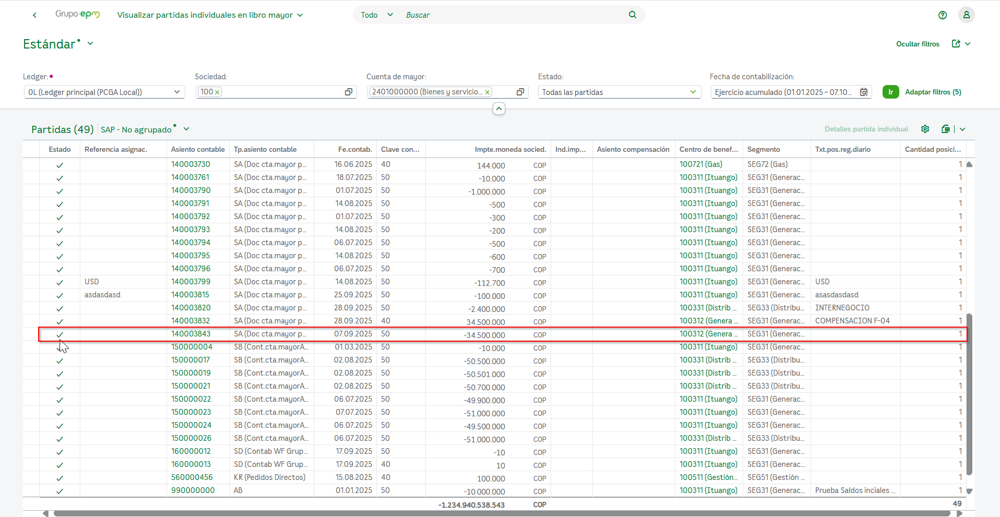 Grupo·epm Visualizar partidas individuales en libro mayor Todo Buscar
Estándar Ocultar filtros
Ledger: Sociedad: Cuenta de mayor: Estado: Fecha de contabilización:
0L (Ledger principal (PCGA Local)) 100 2401000000 (Bienes y servicio... Todas las partidas Ejercicio acumulado (01.01.2025 – 07.10... Ir Adaptar filtros (5)
Partidas (49) SAP - No agrupado Detalles partida individual
Estado Referencia asignac. Asiento contable Tp.asiento contable Fe.contab. Clave con... Impte.moneda socied. Ind.imp... Asiento compensación Centro de benef... Segmento Txt.pos.reg.diario Cantidad posici...
140003730 SA (Doc cta.mayor p... 16.06.2025 40 144.000 COP 100721 (Gas) SEG72 (Gas) 1
140003761 SA (Doc cta.mayor p... 18.07.2025 50 -10.000 COP 100311 (Ituango) SEG31 (Generac... 1
140003790 SA (Doc cta.mayor p... 01.07.2025 50 -1.000.000 COP 100311 (Ituango) SEG31 (Generac... 1
140003791 SA (Doc cta.mayor p... 14.08.2025 50 -500 COP 100311 (Ituango) SEG31 (Generac... 1
140003792 SA (Doc cta.mayor p... 01.07.2025 50 -300 COP 100311 (Ituango) SEG31 (Generac... 1
140003793 SA (Doc cta.mayor p... 14.08.2025 50 -200 COP 100311 (Ituango) SEG31 (Generac... 1
140003794 SA (Doc cta.mayor p... 06.07.2025 50 -500 COP 100311 (Ituango) SEG31 (Generac... 1
140003795 SA (Doc cta.mayor p... 14.08.2025 50 -600 COP 100311 (Ituango) SEG31 (Generac... 1
140003796 SA (Doc cta.mayor p... 06.07.2025 50 -700 COP 100311 (Ituango) SEG31 (Generac... 1
USD 140003799 SA (Doc cta.mayor p... 14.08.2025 50 -112.700 COP 100311 (Ituango) SEG31 (Generac... USD 1
asdasdasd 140003815 SA (Doc cta.mayor p... 25.09.2025 50 -100.000 COP 100311 (Ituango) SEG31 (Generac... asasdasdasd 1
140003820 SA (Doc cta.mayor p... 28.09.2025 50 -2.400.000 COP 100331 (Distrib ... SEG33 (Distribu... INTERNEGOCIO 1
140003832 SA (Doc cta.mayor p... 28.09.2025 40 34.500.000 COP 100312 (Genera ... SEG31 (Generac... COMPENSACION F-04 1
140003843 SA (Doc cta.mayor p... 07.09.2025 50 -34.500.000 COP 100312 (Genera ... SEG31 (Generac... 1
150000004 SB (Cont.cta.mayorA... 01.03.2025 50 -10.000 COP 100311 (Ituango) SEG31 (Generac... 1
150000017 SB (Cont.cta.mayorA... 02.08.2025 50 -50.500.000 COP 100331 (Distrib ... SEG33 (Distribu... 1
150000019 SB (Cont.cta.mayorA... 02.08.2025 50 -50.501.000 COP 100331 (Distrib ... SEG33 (Distribu... 1
150000021 SB (Cont.cta.mayorA... 02.08.2025 50 -50.700.000 COP 100331 (Distrib ... SEG33 (Distribu... 1
150000022 SB (Cont.cta.mayorA... 06.07.2025 50 -49.900.000 COP 100311 (Ituango) SEG31 (Generac... 1
150000023 SB (Cont.cta.mayorA... 07.07.2025 50 -51.000.000 COP 100311 (Ituango) SEG31 (Generac... 1
150000024 SB (Cont.cta.mayorA... 06.07.2025 50 -49.500.000 COP 100311 (Ituango) SEG31 (Generac... 1
150000026 SB (Cont.cta.mayorA... 06.07.2025 50 -51.000.000 COP 100331 (Distrib ... SEG33 (Distribu... 1
160000012 SD (Contab WF Grup... 17.09.2025 50 -10 COP 100311 (Ituango) SEG31 (Generac... 1
160000013 SD (Contab WF Grup... 17.09.2025 40 10 COP 100311 (Ituango) SEG31 (Generac... 1
560000456 KR (Pedidos Directos) 15.08.2025 40 100.000 COP 100511 (Gestión... SEG51 (Gestión ... 1
990000000 AB 01.01.2025 50 -10.000.000 COP 100311 (Ituango) SEG31 (Generac... Prueba Saldos inciales ... 1
-1.234.940.538.543 COP 49